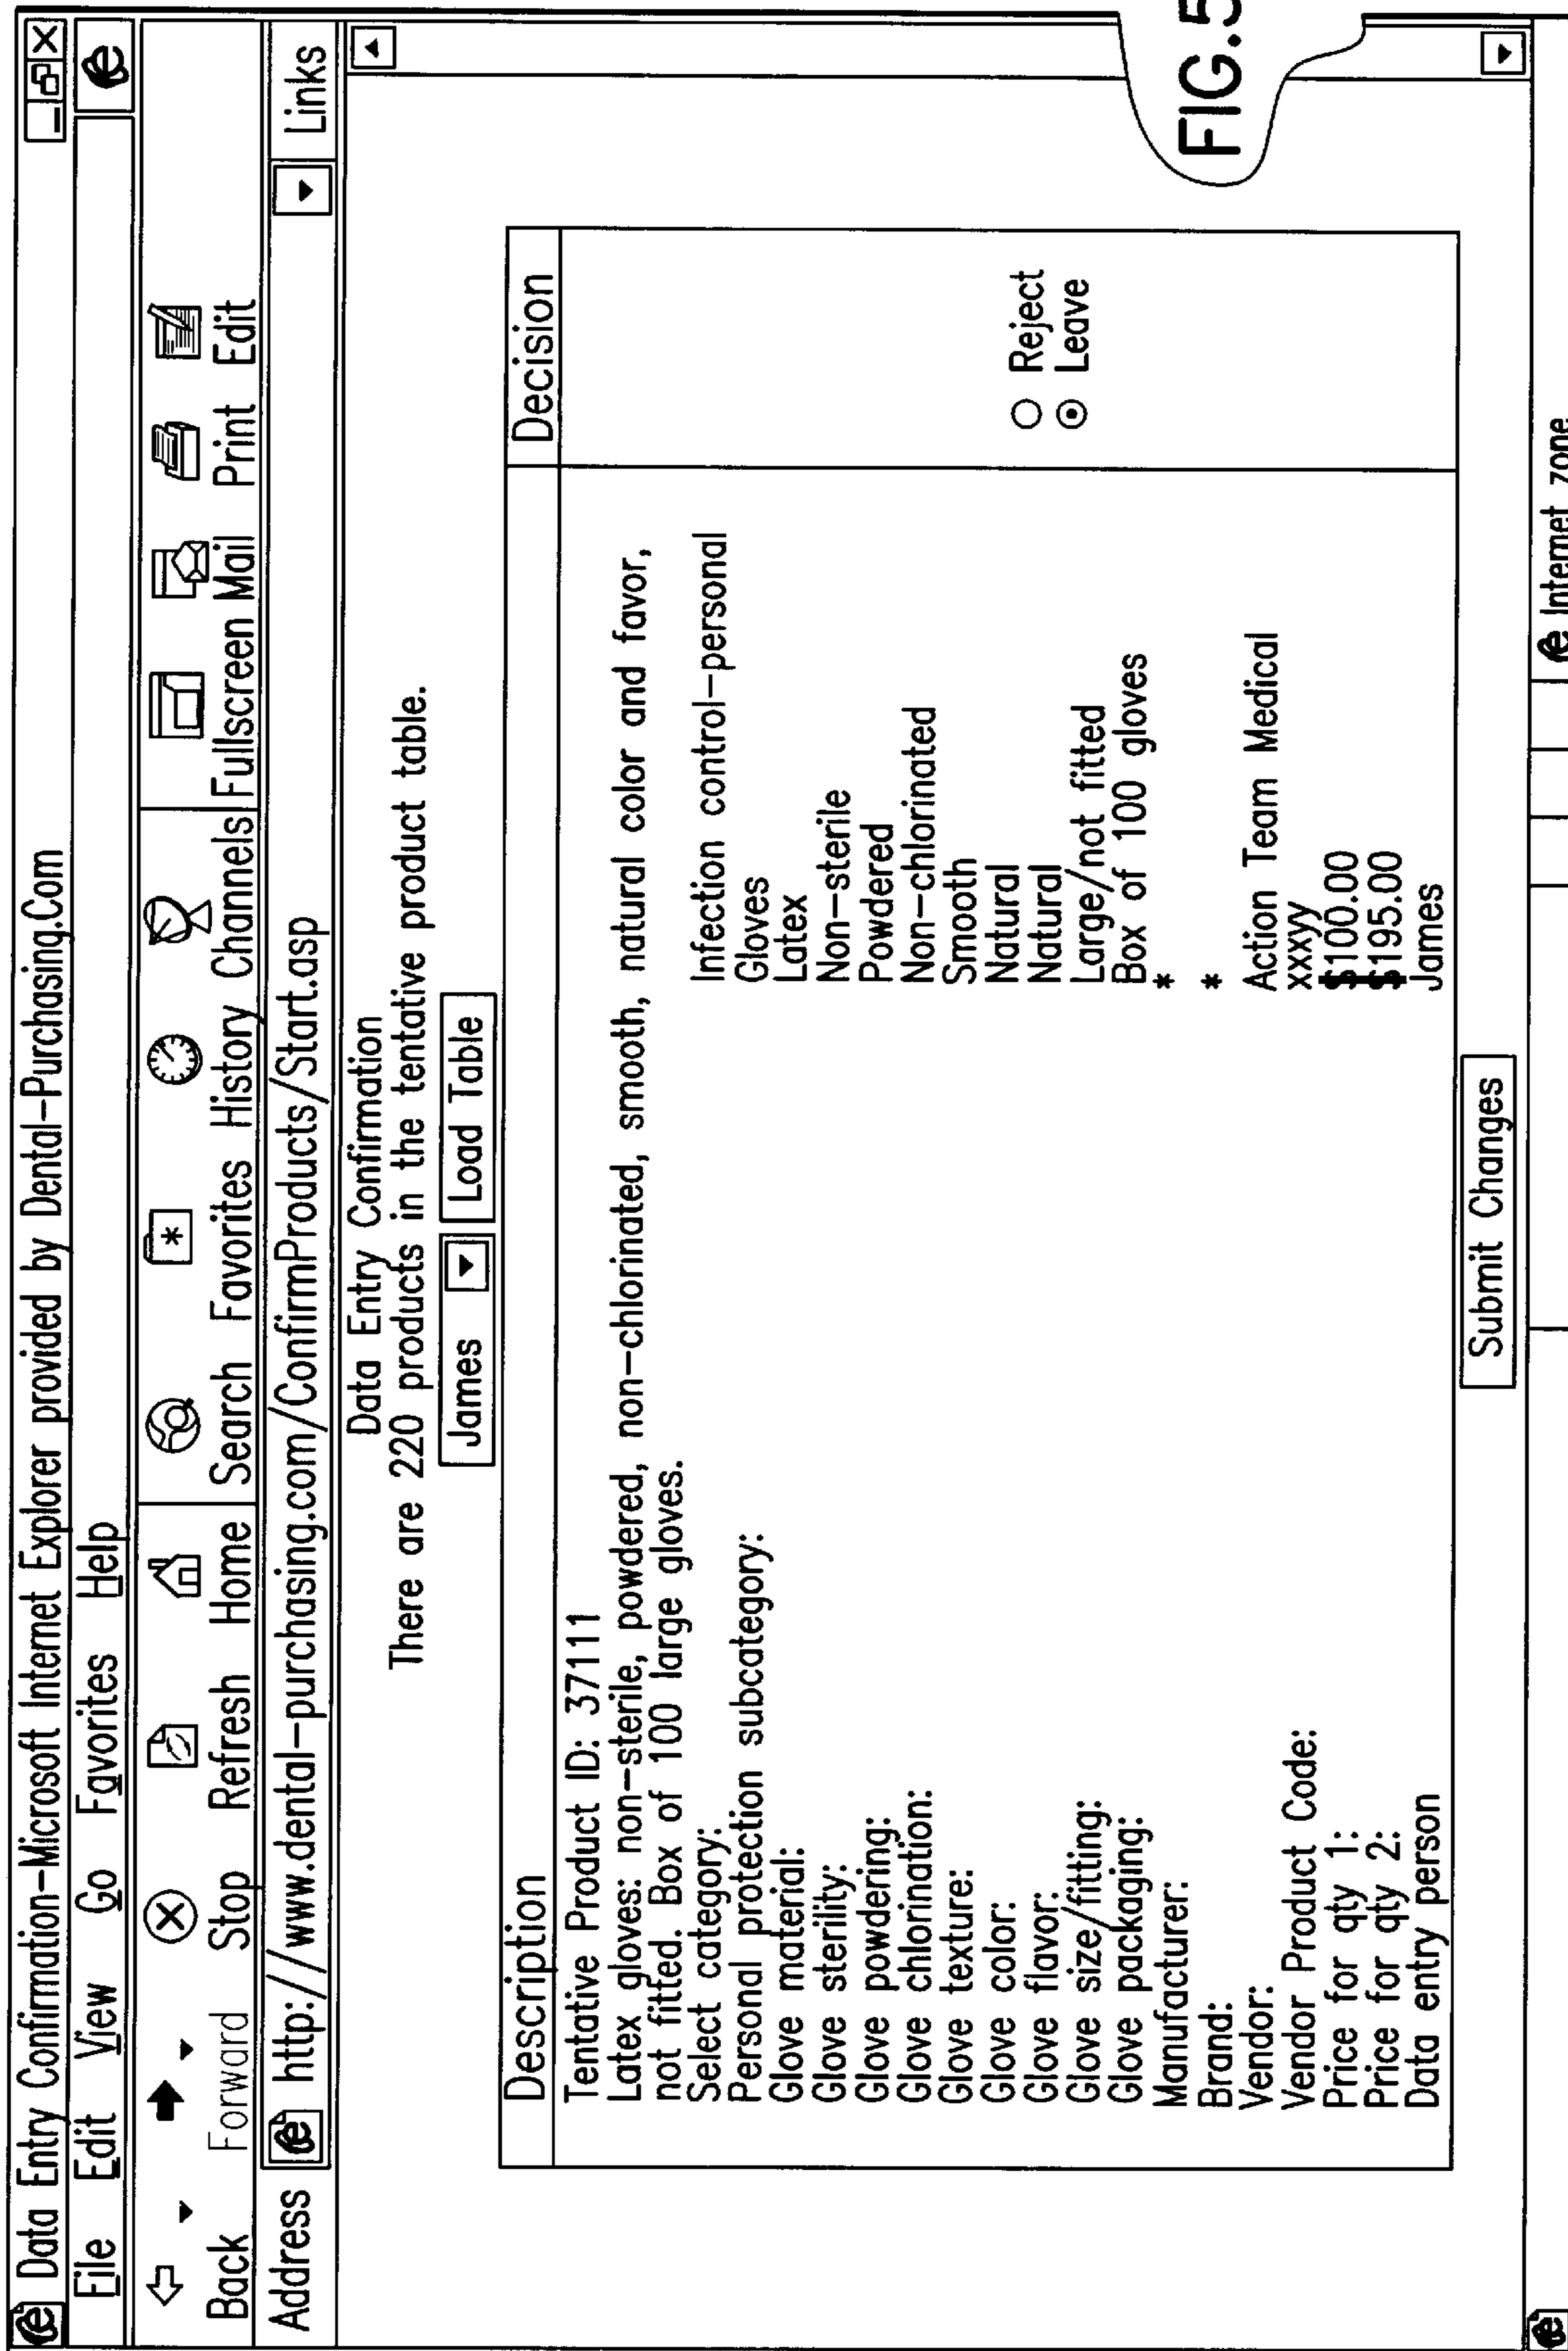 Data Entry Confirmation-Microsoft Internet Explorer provided by Dental-Purchasing.Com
File Edit View Go Favorites Help
Back Forward Stop Refresh Home Search Favorites History Channels Fullscreen Mail Print Edit
Address http://www.dental-purchasing.com/ConfirmProducts/Start.asp Links
Data Entry Confirmation
There are 220 products in the tentative product table.
James Load Table
Description Decision
Tentative Product ID: 37111
Latex gloves: non-sterile, powdered, non-chlorinated, smooth, natural color and favor,
not fitted. Box of 100 large gloves.
Select category: Infection control-personal
Personal protection subcategory: Gloves
Glove material: Latex
Glove sterility: Non-sterile
Glove powdering: Powdered
Glove chlorination: Non-chlorinated
Glove texture: Smooth
Glove color: Natural
Glove flavor: Natural
Glove size/fitting: Large/not fitted
Glove packaging: Box of 100 gloves
Manufacturer: *
Brand: *
Vendor: Action Team Medical
Vendor Product Code: xxxyy
Price for qty 1: $100.00
Price for qty 2: $195.00
Data entry person James
Reject
Leave
Submit Changes
Internet zone
FIG.5